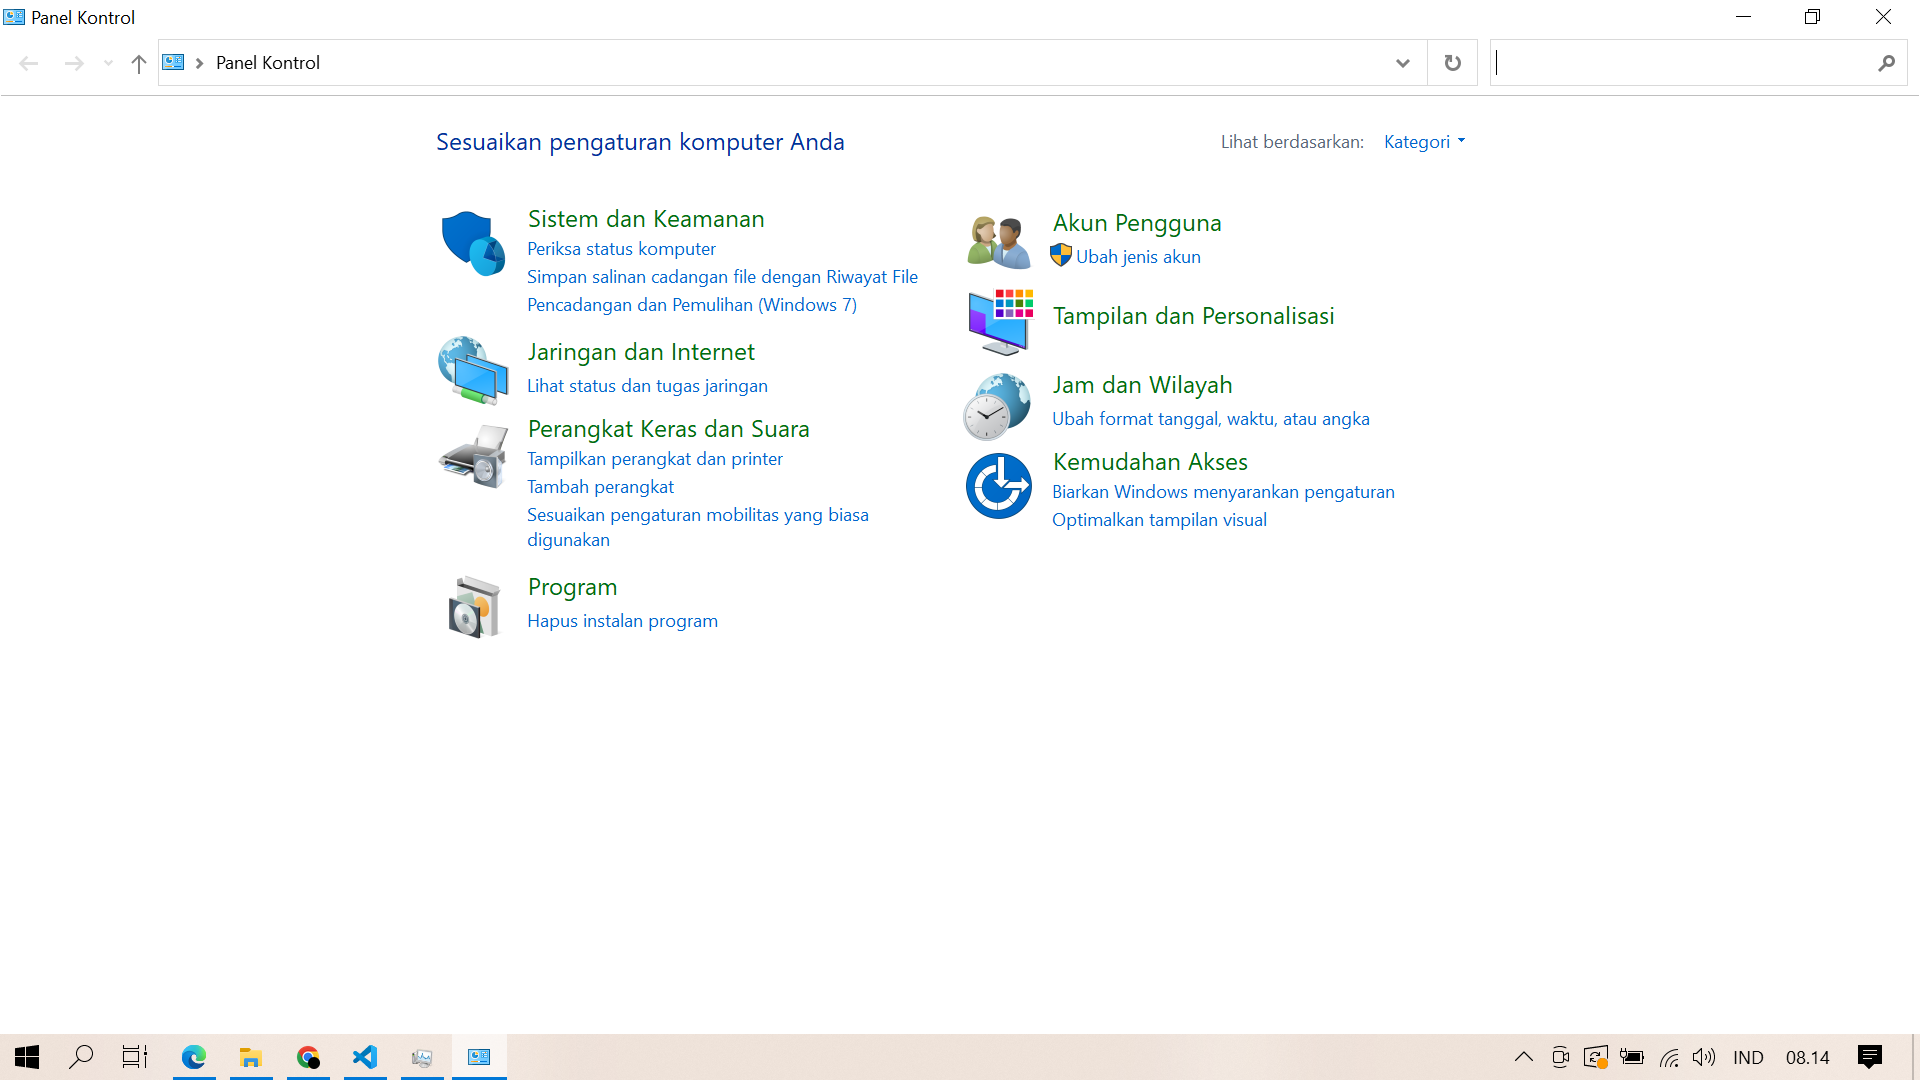 Panel Kontrol
Panel Kontrol
Sesuaikan pengaturan komputer Anda
Lihat berdasarkan: Kategori
Sistem dan Keamanan
Periksa status komputer
Simpan salinan cadangan file dengan Riwayat File
Pencadangan dan Pemulihan (Windows 7)
Jaringan dan Internet
Lihat status dan tugas jaringan
Perangkat Keras dan Suara
Tampilkan perangkat dan printer
Tambah perangkat
Sesuaikan pengaturan mobilitas yang biasa
digunakan
Program
Hapus instalan program
Akun Pengguna
Ubah jenis akun
Tampilan dan Personalisasi
Jam dan Wilayah
Ubah format tanggal, waktu, atau angka
Kemudahan Akses
Biarkan Windows menyarankan pengaturan
Optimalkan tampilan visual
IND 08.14